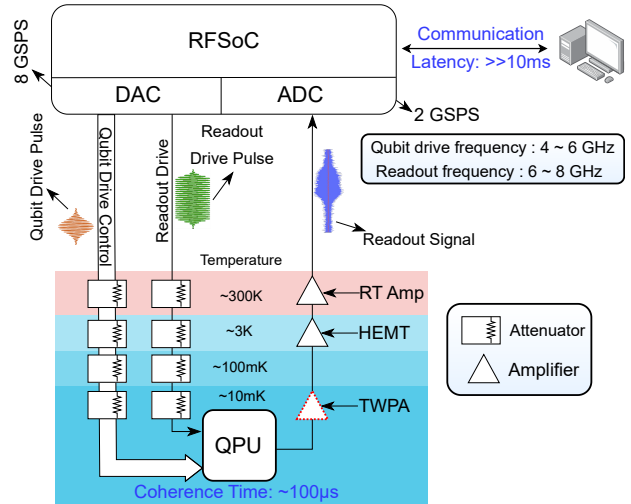 RFSoC
Communication
Latency: >>10ms
8 GSPS
DAC
ADC
2 GSPS
Qubit drive frequency : 4 ~ 6 GHz
Readout frequency : 6 ~ 8 GHz
Qubit Drive Pulse
Qubit Drive Control
Readout Drive
Readout
Drive Pulse
Readout Signal
Temperature
~300K
RT Amp
~3K
HEMT
~100mK
~10mK
TWPA
QPU
Coherence Time: ~100μs
Attenuator
Amplifier